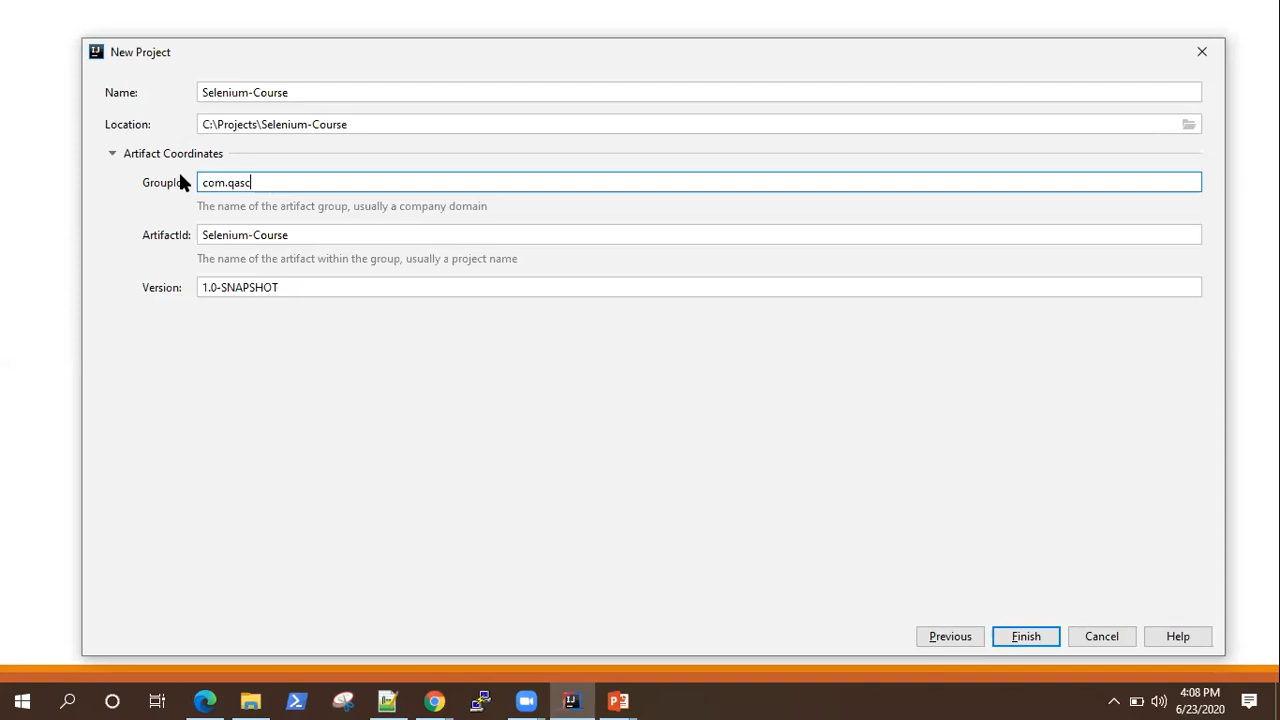 New Project
Name: Selenium-Course
Location: C:\Projects\Selenium-Course
Artifact Coordinates
GroupId: com.qasc
The name of the artifact group, usually a company domain
ArtifactId: Selenium-Course
The name of the artifact within the group, usually a project name
Version: 1.0-SNAPSHOT
Previous Finish Cancel Help
4:08 PM
6/23/2020